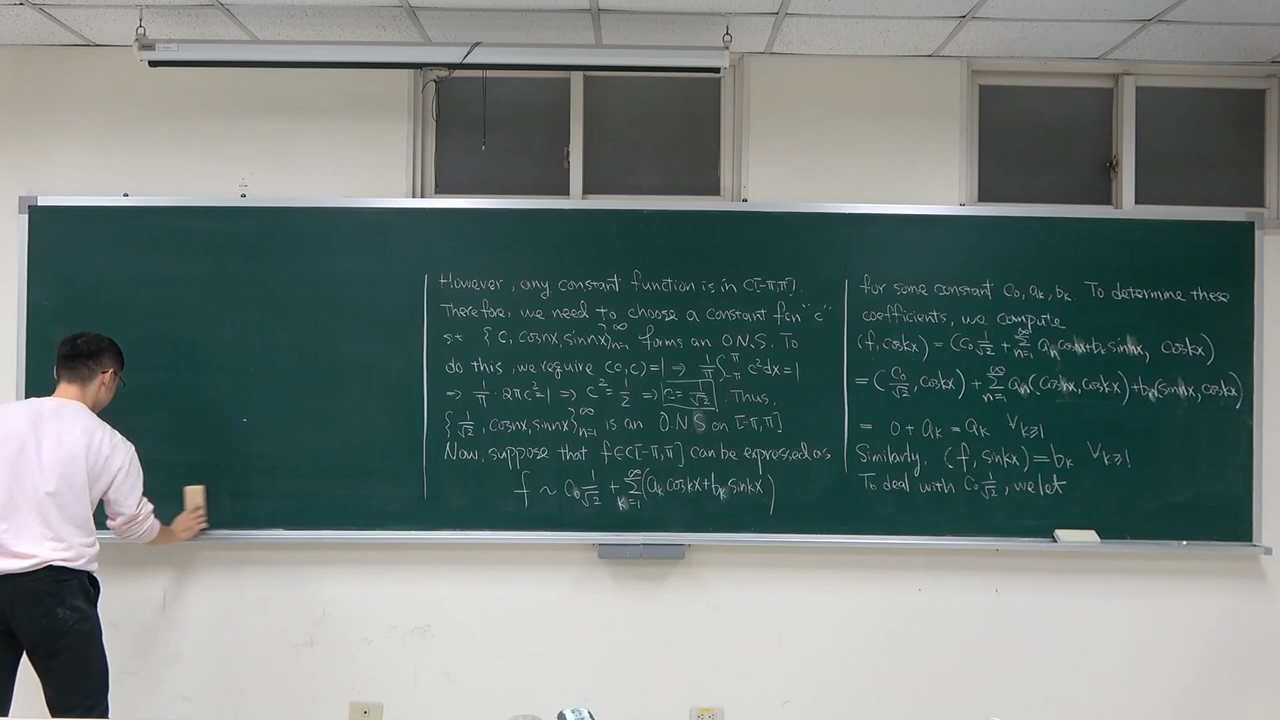 However, any constant function is in C[-π,π].
Therefore, we need to choose a constant fcn "c"
st {c, cosnx, sinnx}_{n=1}^∞ forms an O.N.S. To
do this, we require (c,c)=1 ⇒ 1/π ∫_{-π}^{π} c²dx=1
⇒ 1/π · 2πc²=1 ⇒ c²=1/2 ⇒ c=1/√2. Thus,
{1/√2, cosnx, sinnx}_{n=1}^∞ is an O.N.S on [-π,π]
Now, suppose that f∈C[-π,π] can be expressed as
f ~ C₀ 1/√2 + Σ_{k=1}^∞ (aₖ coskx+bₖ sinkx)
for some constant C₀, aₖ, bₖ. To determine these
coefficients, we compute
(f, coskx) = (C₀ 1/√2 + Σ_{n=1}^∞ aₙ cosnx+bₙ sinnx, coskx)
= (C₀/√2, coskx) + Σ_{n=1}^∞ aₙ(cosnx, coskx)+bₙ(sinnx, coskx)
= 0 + aₖ = aₖ ∀k≥1
Similarly, (f, sinkx) = bₖ ∀k≥1
To deal with C₀ 1/√2, we let